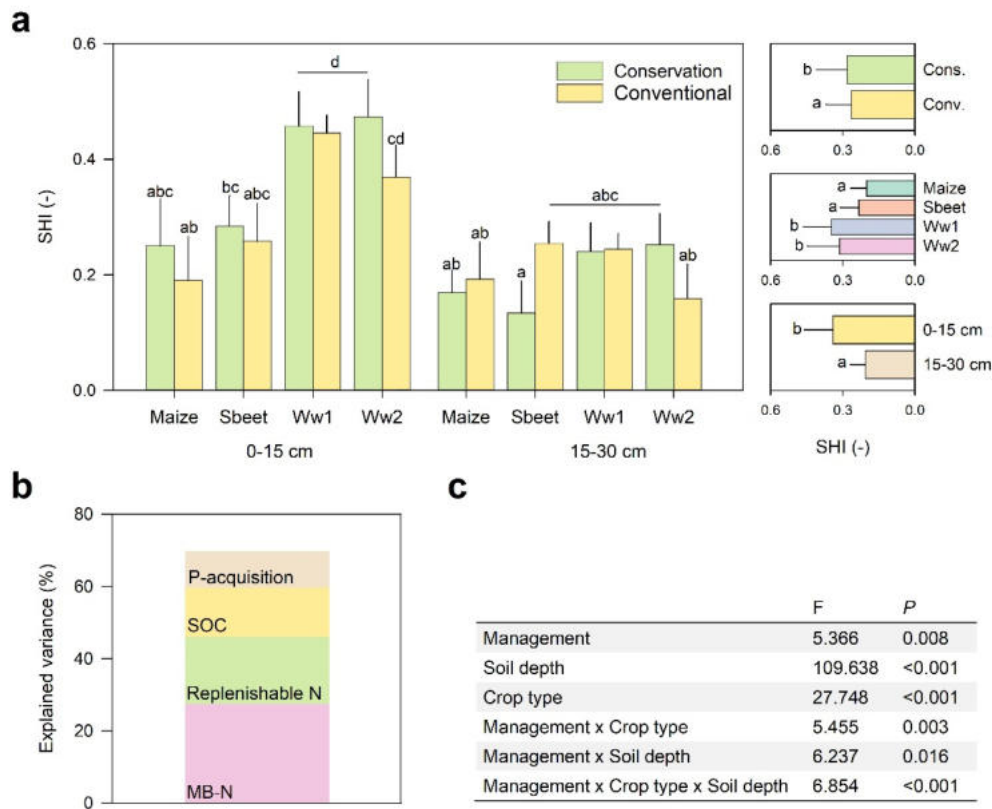 a
0.6
0.4
0.2
0.0
SHI (-)
Conservation
Conventional
abc
ab
bc
abc
d
cd
ab
ab
a
abc
ab
Maize
Sbeet
Ww1
Ww2
Maize
Sbeet
Ww1
Ww2
0-15 cm
15-30 cm
b
a
Cons.
Conv.
0.6
0.3
0.0
a
a
b
b
Maize
Sbeet
Ww1
Ww2
0.6
0.3
0.0
b
a
0-15 cm
15-30 cm
0.6
0.3
0.0
SHI (-)
b
80
60
40
20
0
Explained variance (%)
P-acquisition
SOC
Replenishable N
MB-N
c
F P
Management 5.366 0.008
Soil depth 109.638 <0.001
Crop type 27.748 <0.001
Management x Crop type 5.455 0.003
Management x Soil depth 6.237 0.016
Management x Crop type x Soil depth 6.854 <0.001